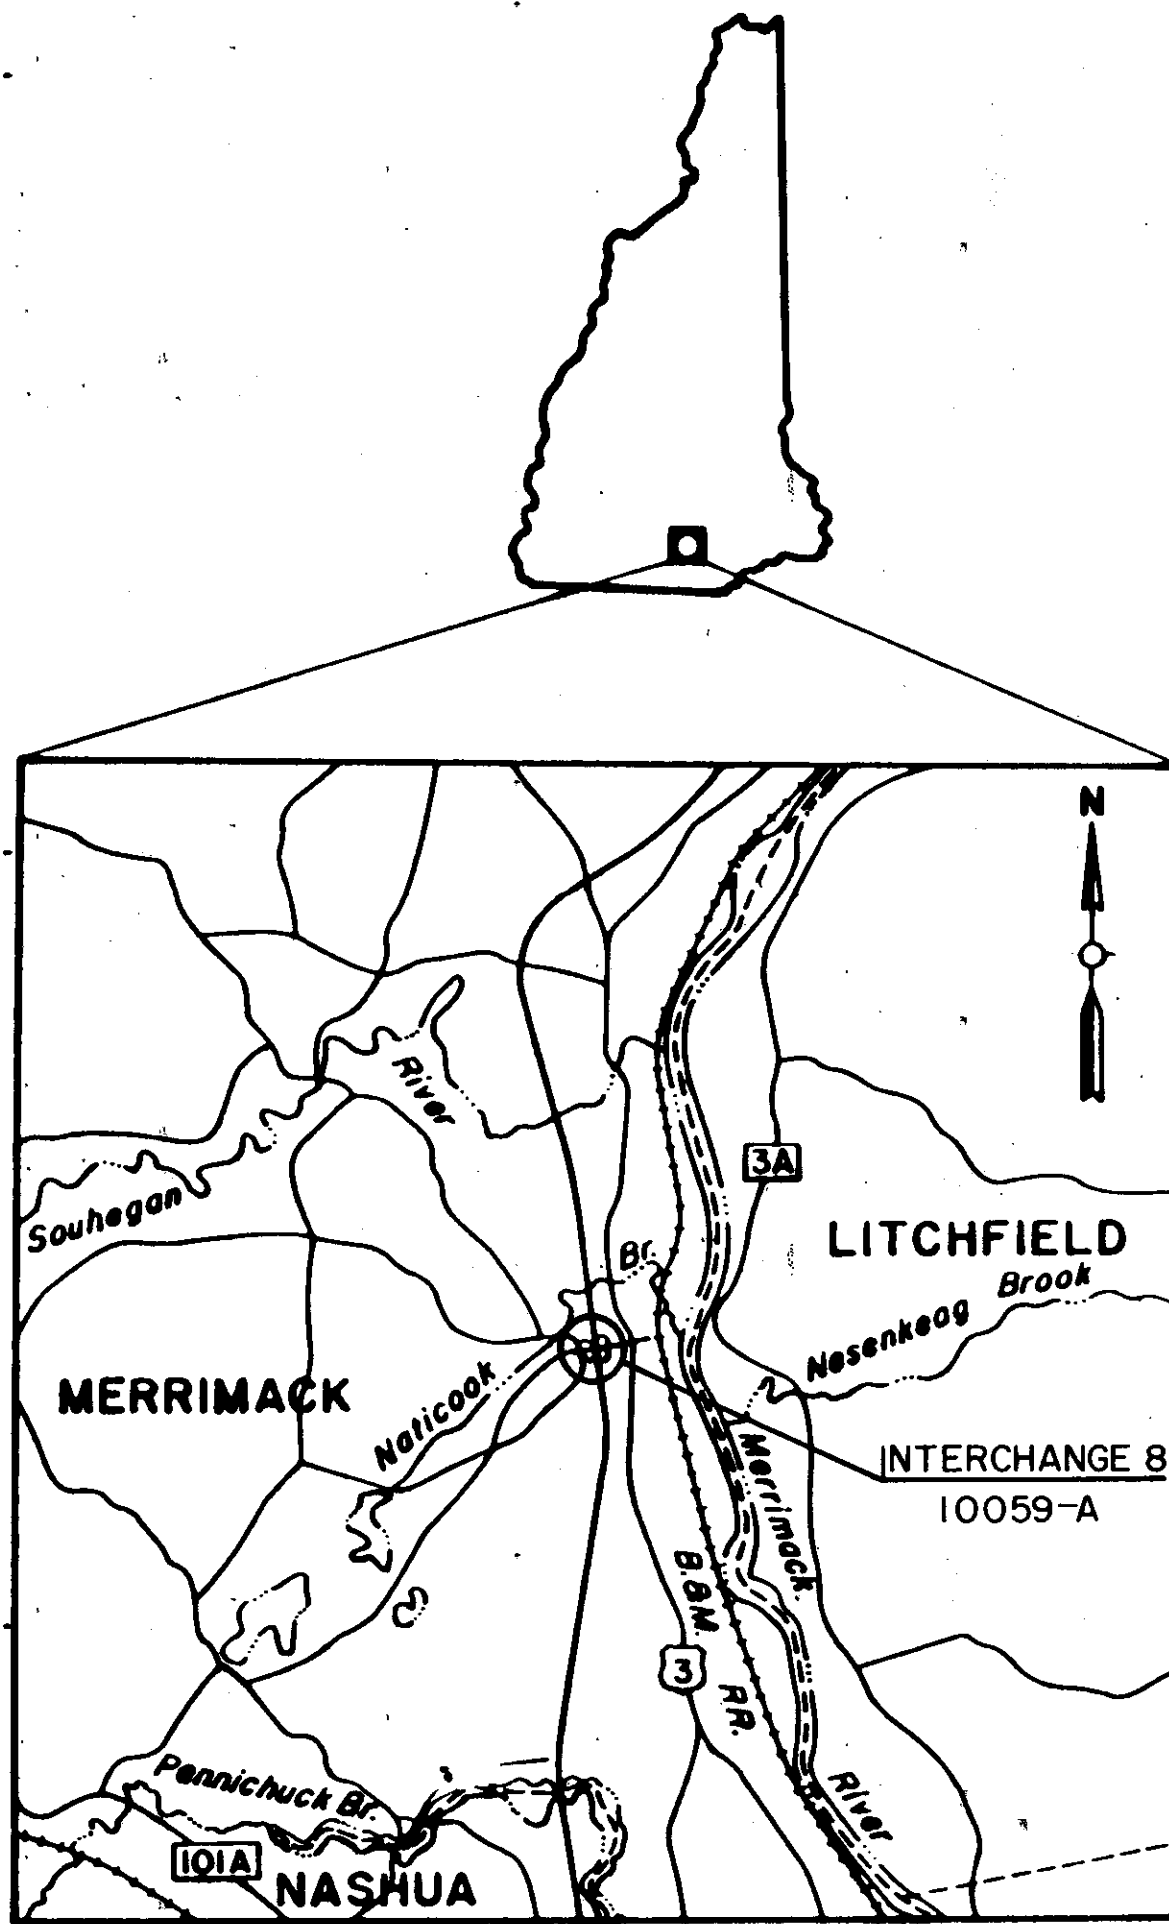 N
River
3A
Souhegan
LITCHFIELD
Br.
Nesenkeag Brook
MERRIMACK
Naticook
Merrimack
INTERCHANGE 8
10059-A
B.&M.
3
RR.
River
Pennichuck Br.
101A
NASHUA